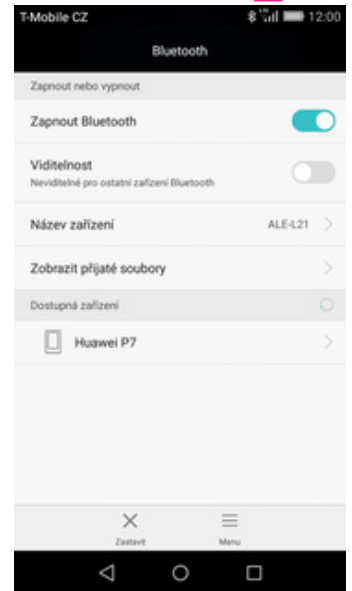 T-Mobile CZ 12:00
Bluetooth
Zapnout nebo vypnout
Zapnout Bluetooth
Viditelnost
Neviditelné pro ostatní zařízení Bluetooth
Název zařízení ALE-L21
Zobrazit přijaté soubory
Dostupná zařízení
Huawei P7
Zastavit Menu